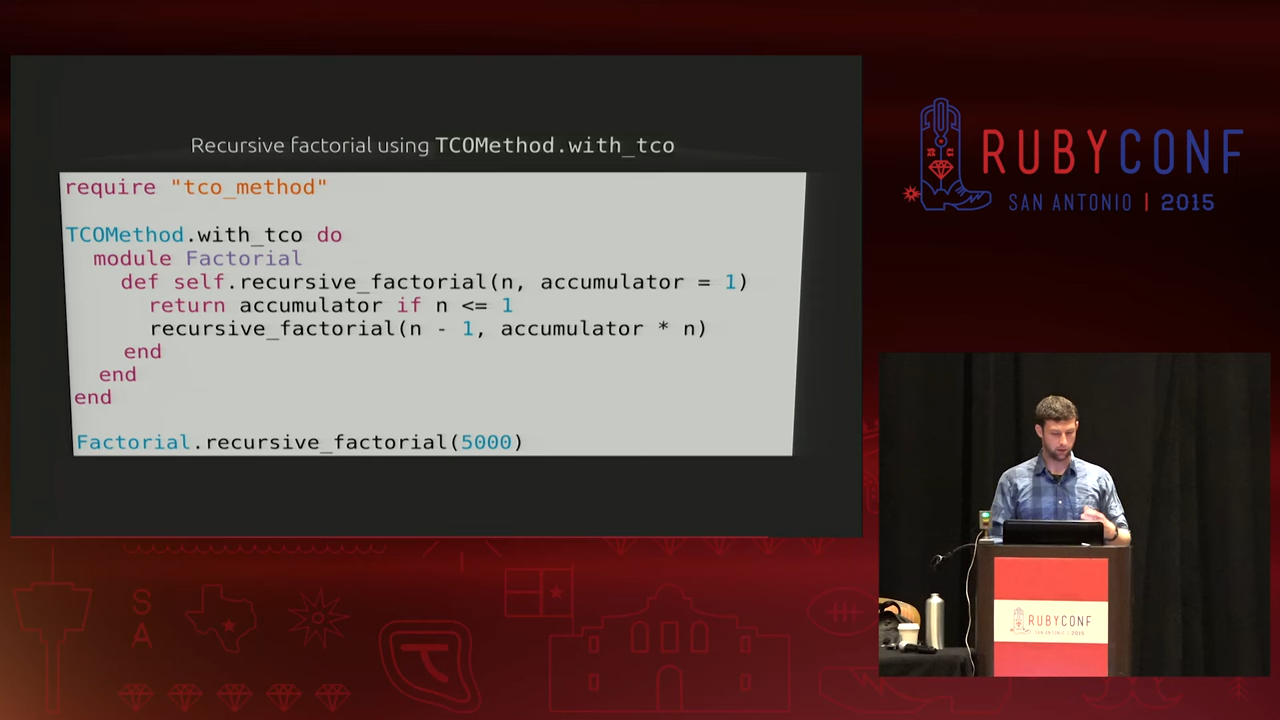 Recursive factorial using TCOMethod.with_tco
require "tco_method"
TCOMethod.with_tco do
module Factorial
def self.recursive_factorial(n, accumulator = 1)
return accumulator if n <= 1
recursive_factorial(n - 1, accumulator * n)
end
end
end
Factorial.recursive_factorial(5000)
RUBYCONF
SAN ANTONIO | 2015
RUBYCONF
SAN ANTONIO | 2015
S
A